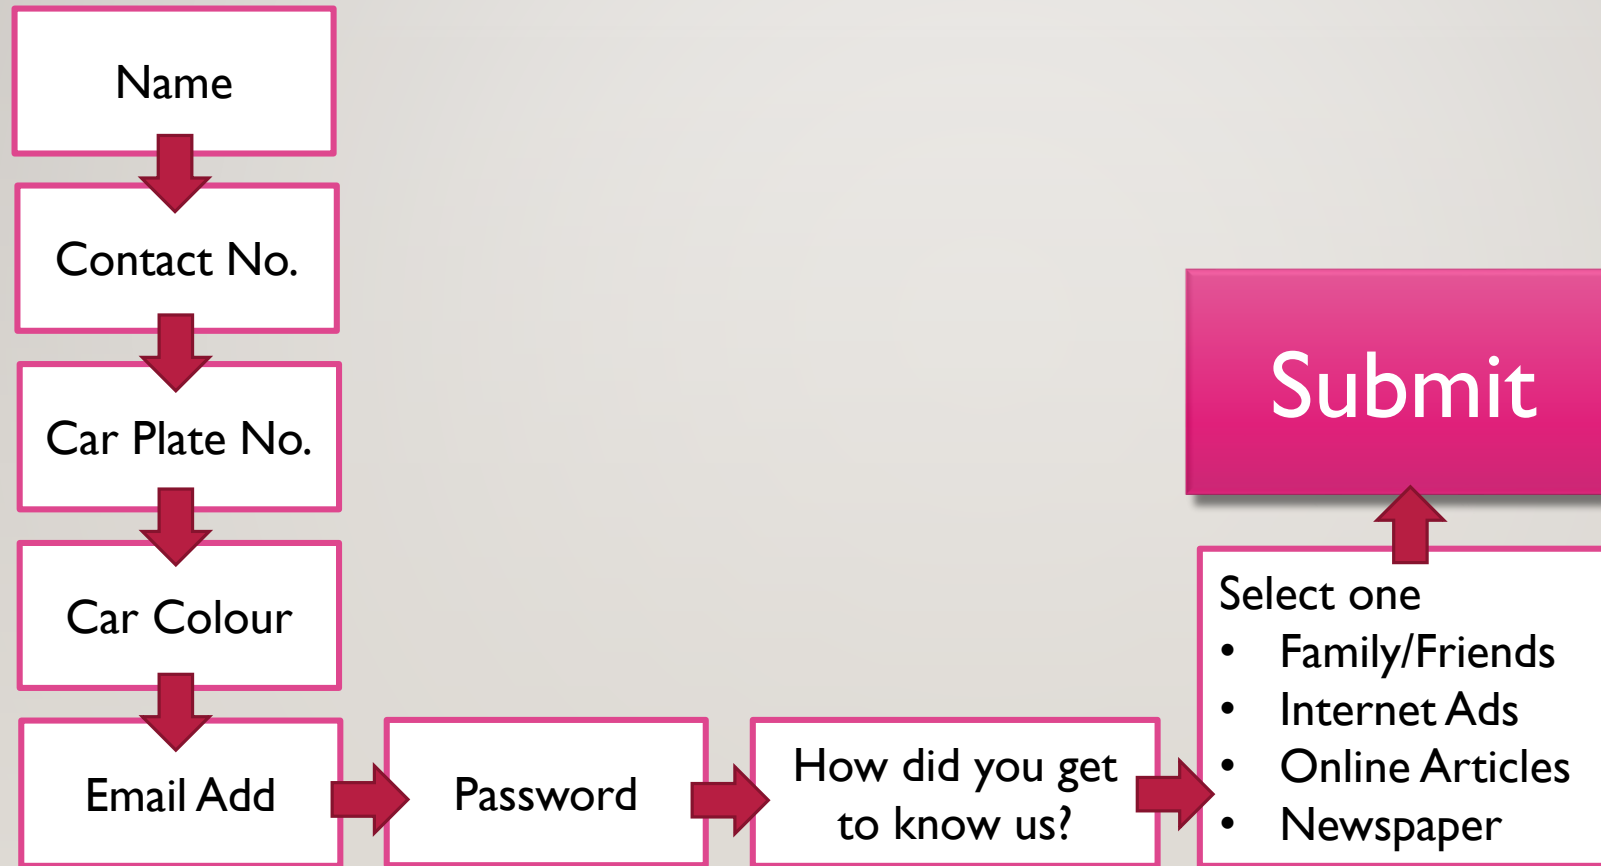 Name
Contact No.
Car Plate No.
Car Colour
Email Add
Password
How did you get
to know us?
Select one
• Family/Friends
• Internet Ads
• Online Articles
• Newspaper
Submit